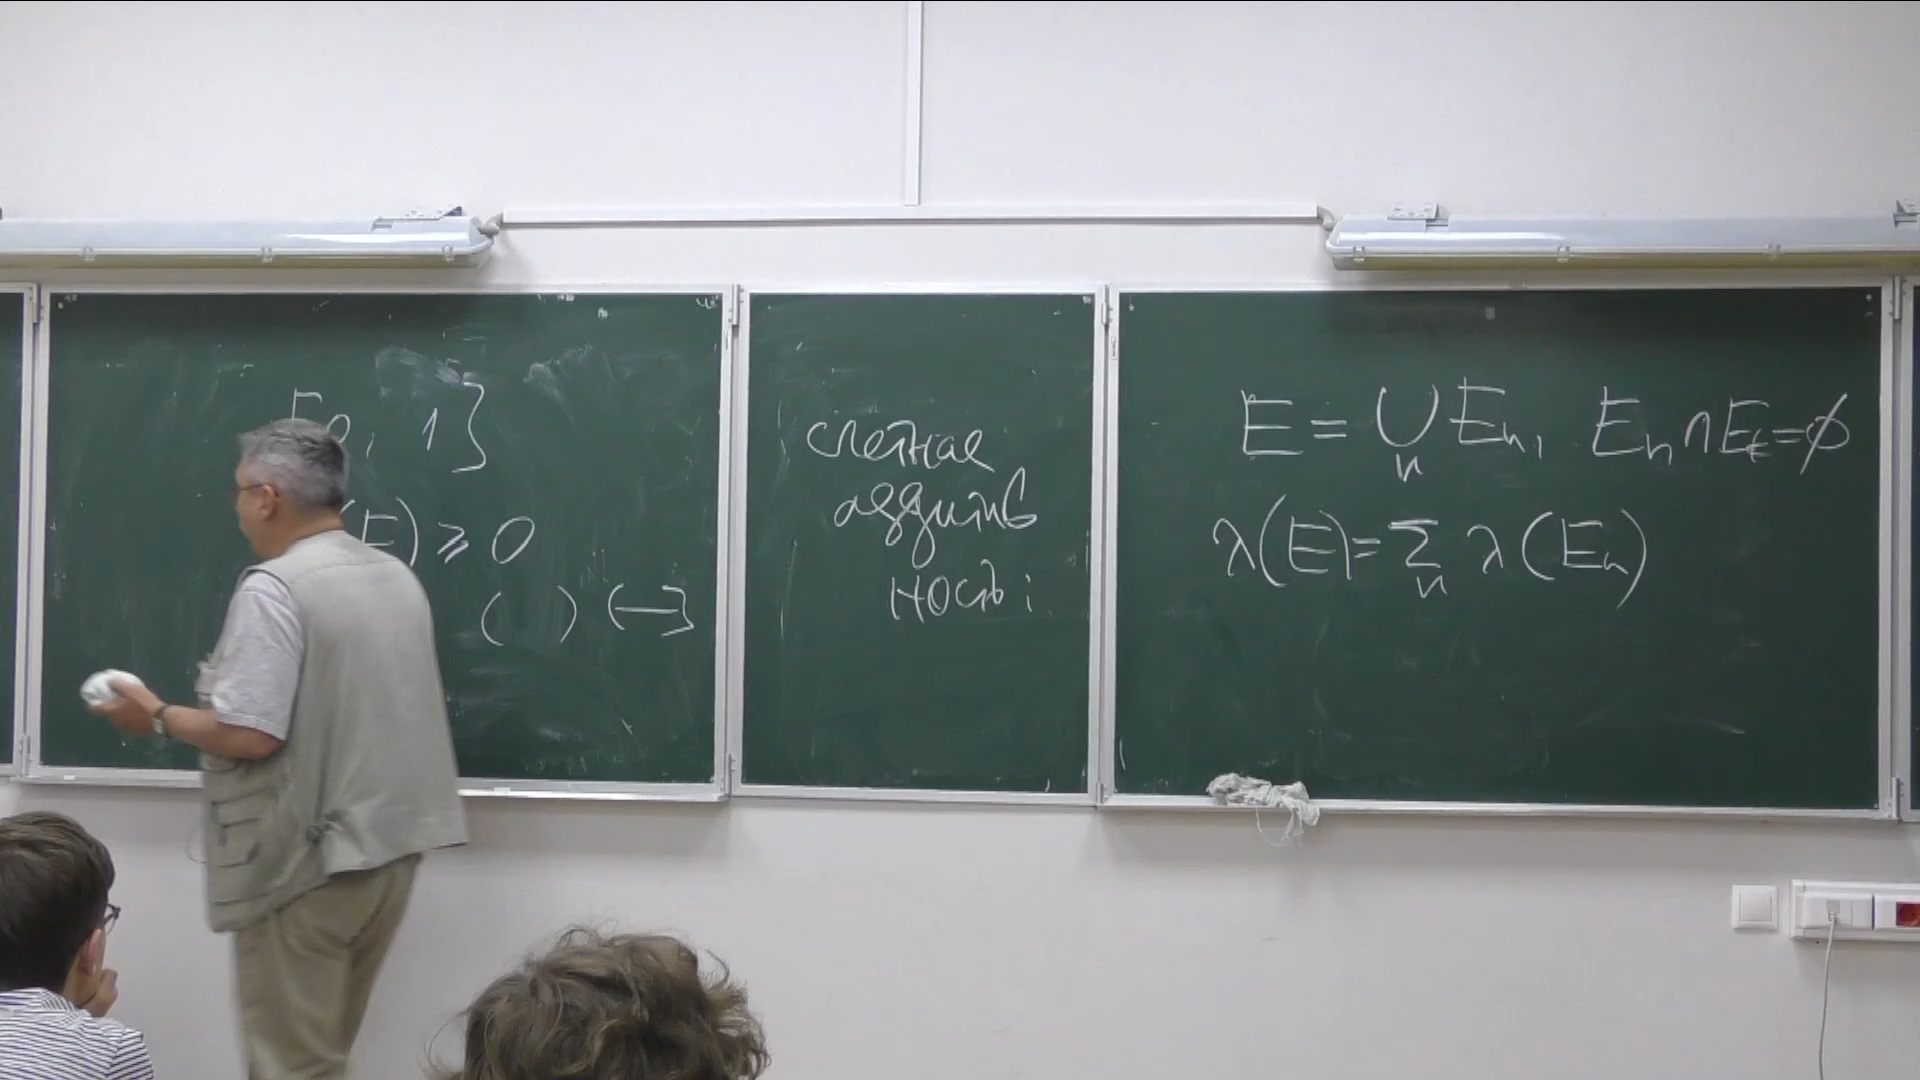 [0, 1]
(E) ⩾ 0
( ) (—]
счетная
аддитив
ность:
E = ∪ₙ Eₙ, Eₙ ∩ Eₖ = ∅
λ(E) = Σₙ λ(Eₙ)